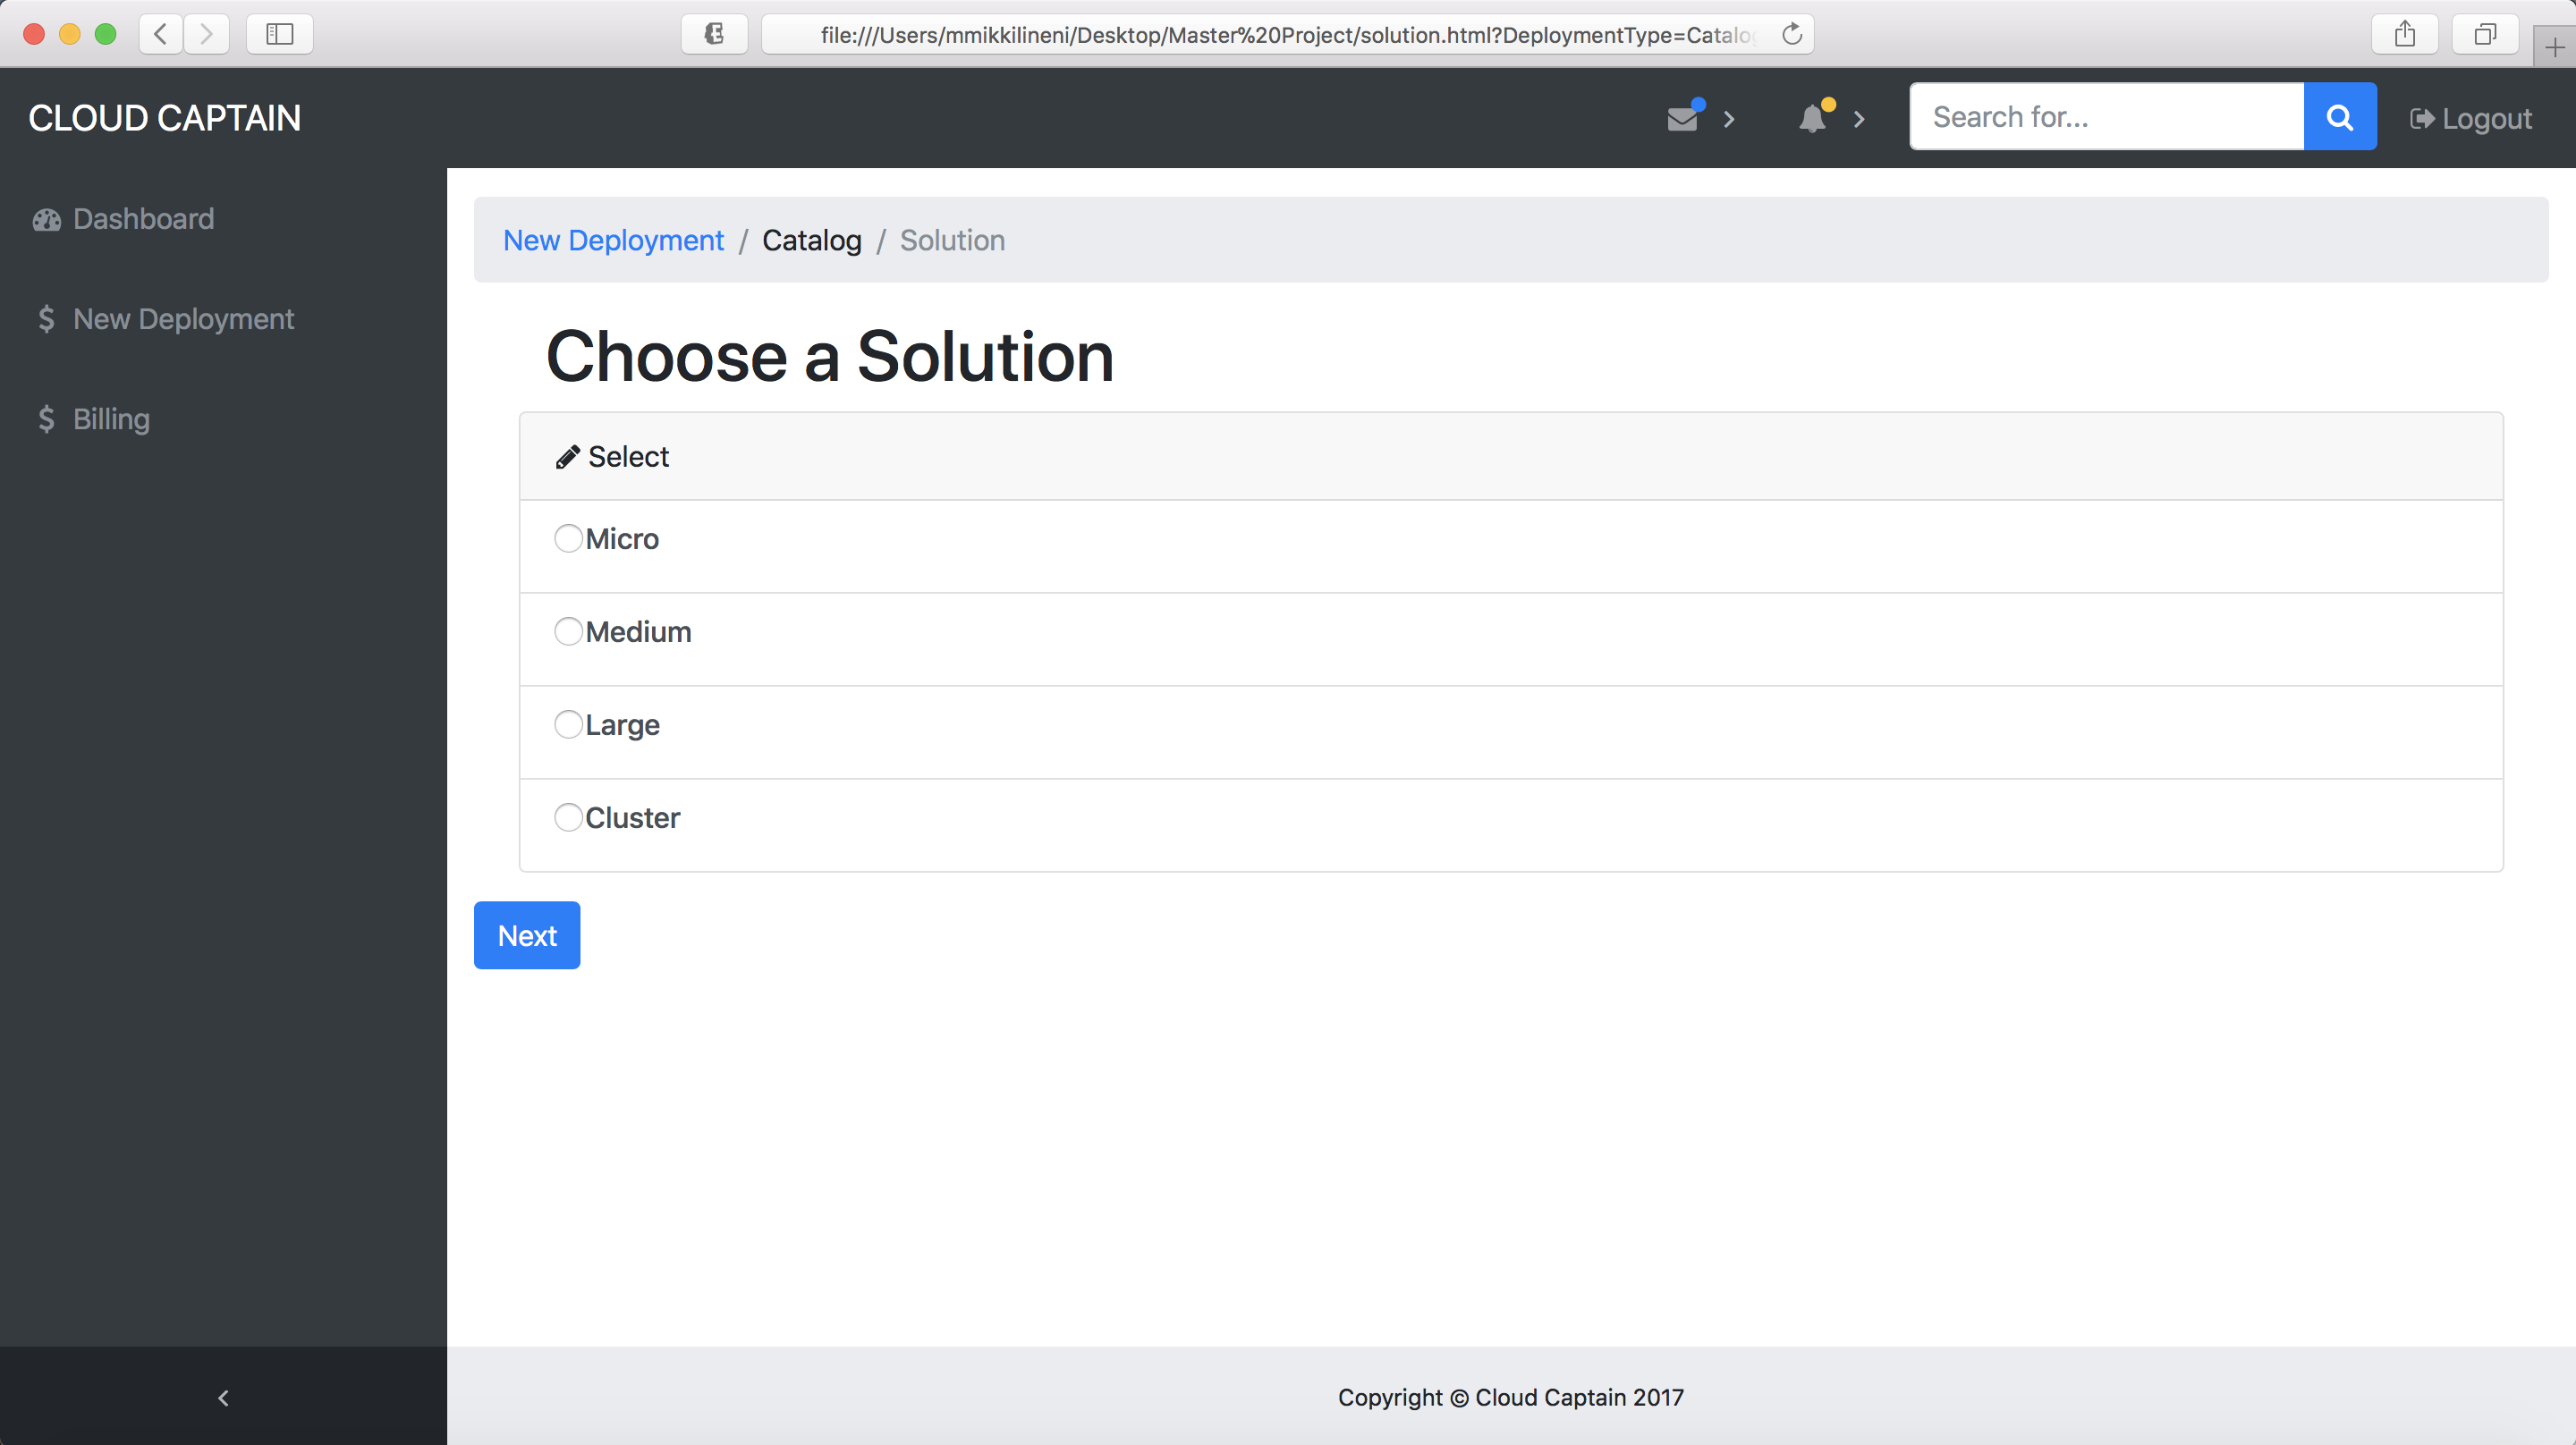 file:///Users/mmikkilineni/Desktop/Master%20Project/solution.html?DeploymentType=Catalo
CLOUD CAPTAIN
Search for...
Logout
Dashboard
New Deployment
Billing
New Deployment / Catalog / Solution
Choose a Solution
Select
Micro
Medium
Large
Cluster
Next
Copyright © Cloud Captain 2017